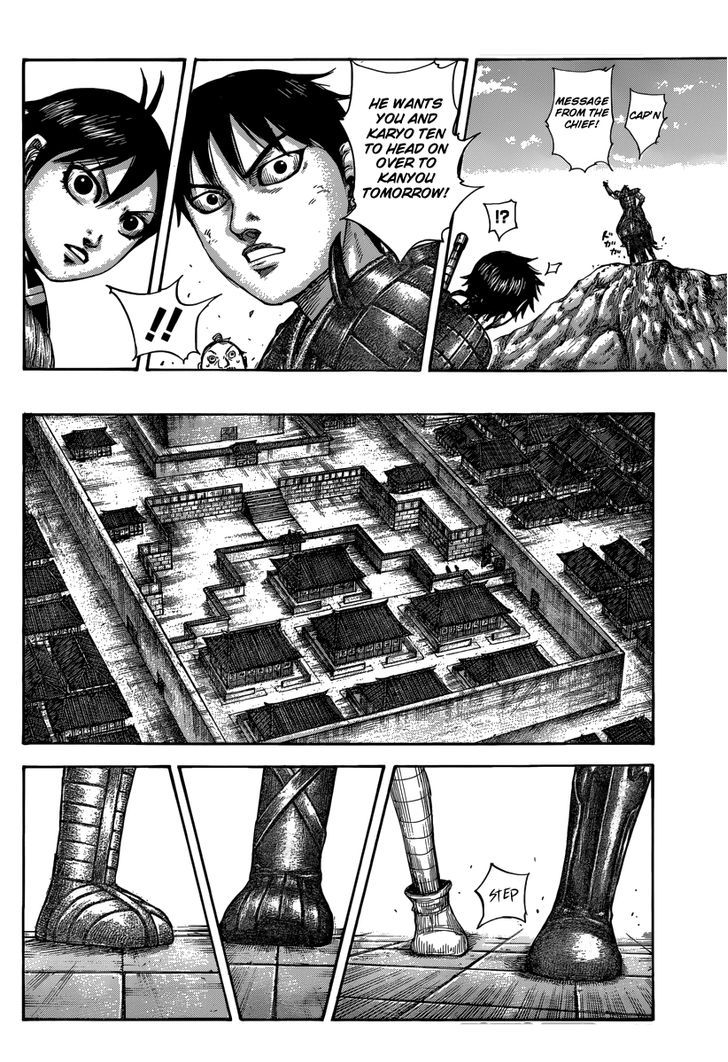 CAP'N
MESSAGE
FROM THE
CHIEF!
!?
HE WANTS
YOU AND
KARYO TEN
TO HEAD ON
OVER TO
KANYOU
TOMORROW!
!!
STEP